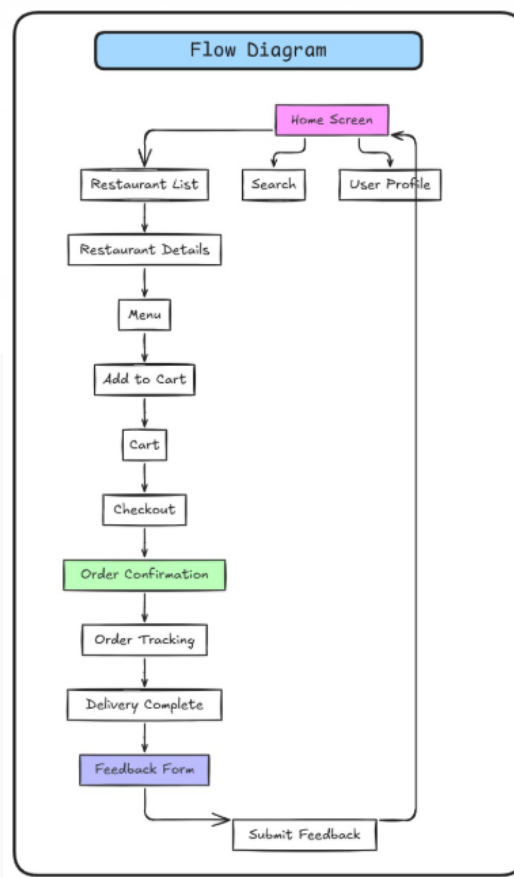 Flow Diagram
Home Screen
Restaurant List
Search
User Profile
Restaurant Details
Menu
Add to Cart
Cart
Checkout
Order Confirmation
Order Tracking
Delivery Complete
Feedback Form
Submit Feedback